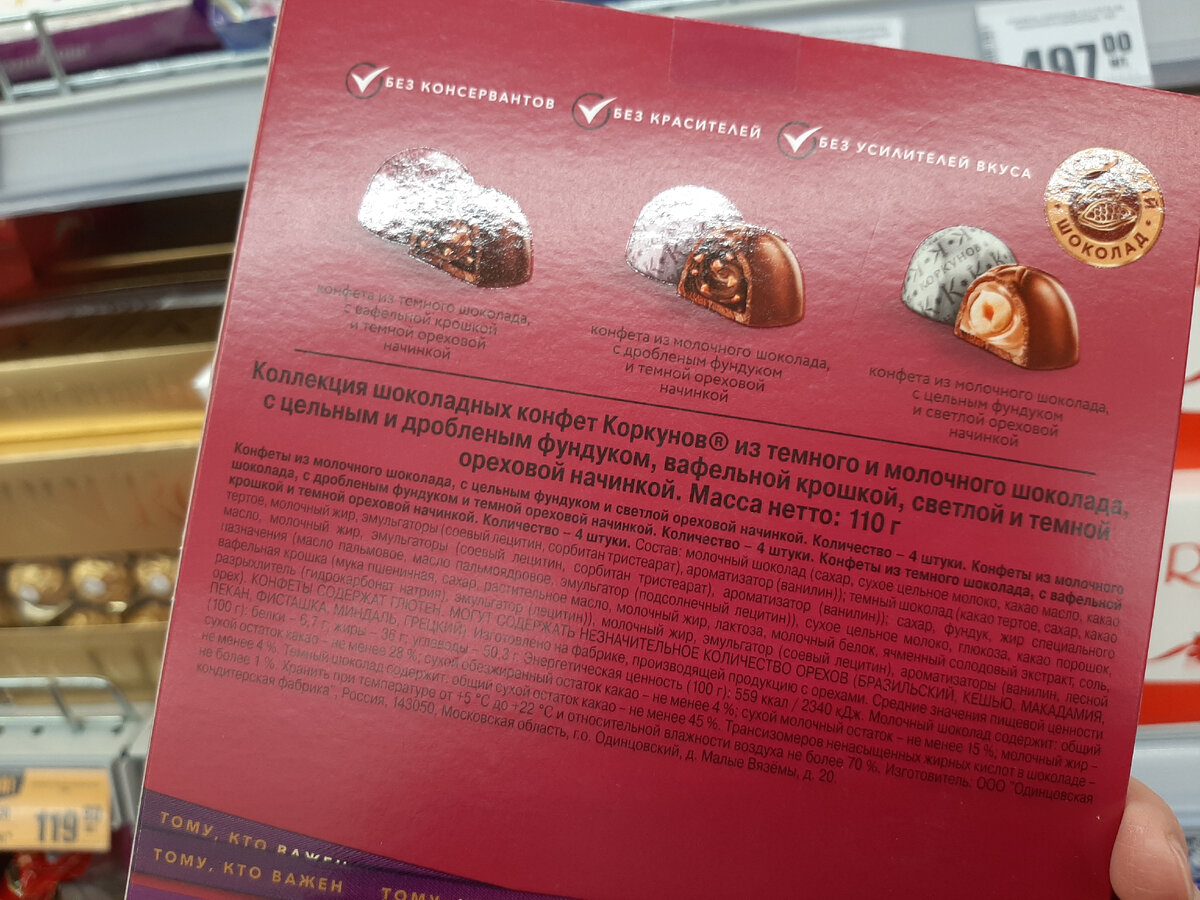 497 00
БЕЗ КОНСЕРВАНТОВ
БЕЗ КРАСИТЕЛЕЙ
БЕЗ УСИЛИТЕЛЕЙ ВКУСА
ШОКОЛАД
КОРКУНОВ
конфета из темного шоколада,
с вафельной крошкой
и темной ореховой
начинкой
конфета из молочного шоколада,
с дробленым фундуком
и темной ореховой
начинкой
конфета из молочного шоколада,
с цельным фундуком
и светлой ореховой
начинкой
Коллекция шоколадных конфет Коркунов® из темного и молочного шоколада,
с цельным и дробленым фундуком, вафельной крошкой, светлой и темной
ореховой начинкой. Масса нетто: 110 г
Конфеты из молочного шоколада, с цельным фундуком и светлой ореховой начинкой. Количество – 4 штуки. Конфеты из молочного
шоколада, с дробленым фундуком и темной ореховой начинкой. Количество – 4 штуки. Конфеты из темного шоколада, с вафельной
крошкой и темной ореховой начинкой. Количество – 4 штуки. Состав: молочный шоколад (сахар, сухое цельное молоко, какао масло, какао
тертое, молочный жир, эмульгаторы (соевый лецитин, сорбитан тристеарат), ароматизатор (ванилин)); темный шоколад (какао тертое, сахар, какао
масло, молочный жир, эмульгаторы (соевый лецитин, сорбитан тристеарат), ароматизатор (ванилин)); сахар, фундук, жир специального
назначения (масло пальмовое, масло пальмоядровое, эмульгатор (подсолнечный лецитин)), сухое цельное молоко, глюкоза, какао порошок,
вафельная крошка (мука пшеничная, сахар, растительное масло, молочный жир, лактоза, молочный белок, ячменный солодовый экстракт, соль,
разрыхлитель (гидрокарбонат натрия), эмульгатор (лецитин)), молочный жир, эмульгатор (соевый лецитин), ароматизаторы (ванилин, лесной
орех). КОНФЕТЫ СОДЕРЖАТ ГЛЮТЕН. МОГУТ СОДЕРЖАТЬ НЕЗНАЧИТЕЛЬНОЕ КОЛИЧЕСТВО ОРЕХОВ (БРАЗИЛЬСКИЙ, КЕШЬЮ, МАКАДАМИЯ,
ПЕКАН, ФИСТАШКА, МИНДАЛЬ, ГРЕЦКИЙ). Изготовлено на фабрике, производящей продукцию с орехами. Средние значения пищевой ценности
(100 г): белки – 6,7 г; жиры – 36 г; углеводы – 50,3 г. Энергетическая ценность (100 г): 559 ккал / 2340 кДж. Молочный шоколад содержит: общий
сухой остаток какао – не менее 28 %; сухой обезжиренный остаток какао – не менее 4 %; сухой молочный остаток – не менее 15 %, молочный жир –
не менее 4 %. Темный шоколад содержит: общий сухой остаток какао – не менее 45 %. Трансизомеров ненасыщенных жирных кислот в шоколаде –
не более 1 %. Хранить при температуре от +5 °C до +22 °C и относительной влажности воздуха не более 70 %. Изготовитель: ООО "Одинцовская
кондитерская фабрика", Россия, 143050, Московская область, г.о. Одинцовский, д. Малые Вязёмы, д. 20.
119
ТОМУ, КТО ВАЖЕН
ТОМУ, КТО ВАЖЕН
ТОМУ,